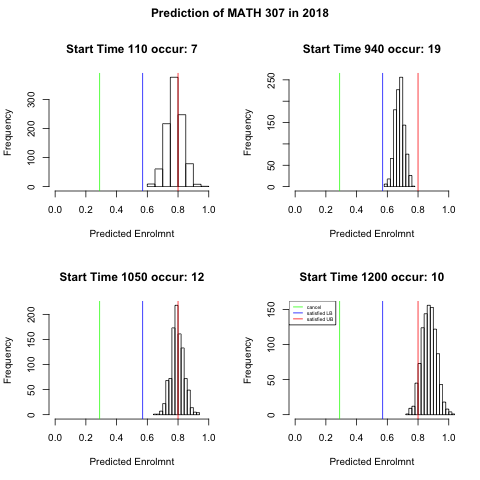 Prediction of MATH 307 in 2018
Start Time 110 occur: 7
Frequency
0 100 200 300
0.0 0.2 0.4 0.6 0.8 1.0
Predicted Enrolmnt
Start Time 940 occur: 19
Frequency
0 50 150 250
0.0 0.2 0.4 0.6 0.8 1.0
Predicted Enrolmnt
Start Time 1050 occur: 12
Frequency
0 50 100 150 200
0.0 0.2 0.4 0.6 0.8 1.0
Predicted Enrolmnt
Start Time 1200 occur: 10
cancel
satisfied LB
satisfied UB
Frequency
0 50 100 150
0.0 0.2 0.4 0.6 0.8 1.0
Predicted Enrolmnt